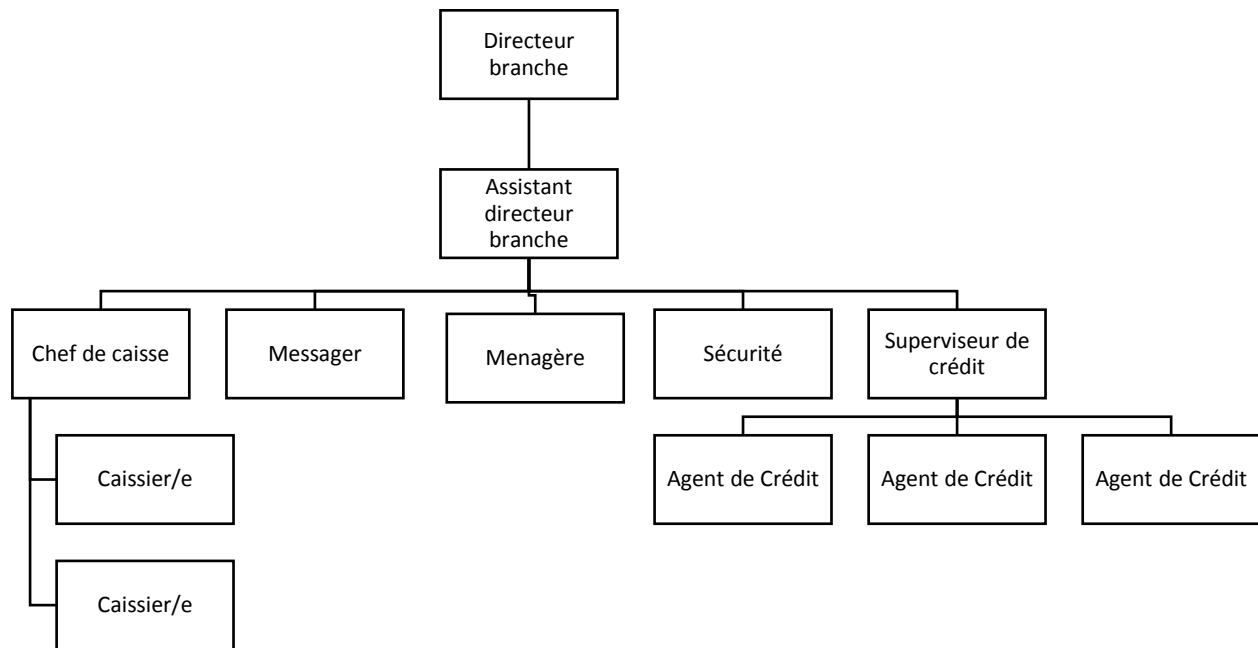 Directeur
branche
Assistant
directeur
branche
Chef de caisse
Messager
Menagère
Sécurité
Superviseur de
crédit
Caissier/e
Agent de Crédit
Agent de Crédit
Agent de Crédit
Caissier/e